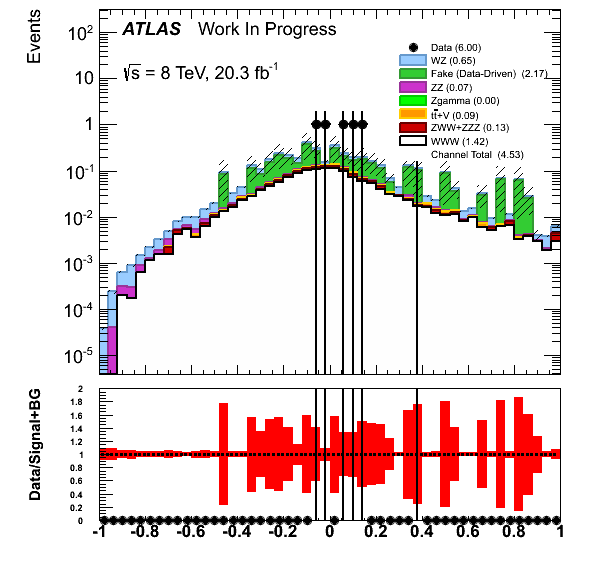 Events
ATLAS Work In Progress
√s = 8 TeV, 20.3 fb-1
Data (6.00)
WZ (0.65)
Fake (Data-Driven) (2.17)
ZZ (0.07)
Zgamma (0.00)
tt̄+V (0.09)
ZWW+ZZZ (0.13)
WWW (1.42)
Channel Total (4.53)
10²
10
1
10⁻¹
10⁻²
10⁻³
10⁻⁴
10⁻⁵
Data/Signal+BG
2
1.8
1.6
1.4
1.2
1
0.8
0.6
0.4
0.2
0
-1 -0.8 -0.6 -0.4 -0.2 0 0.2 0.4 0.6 0.8 1